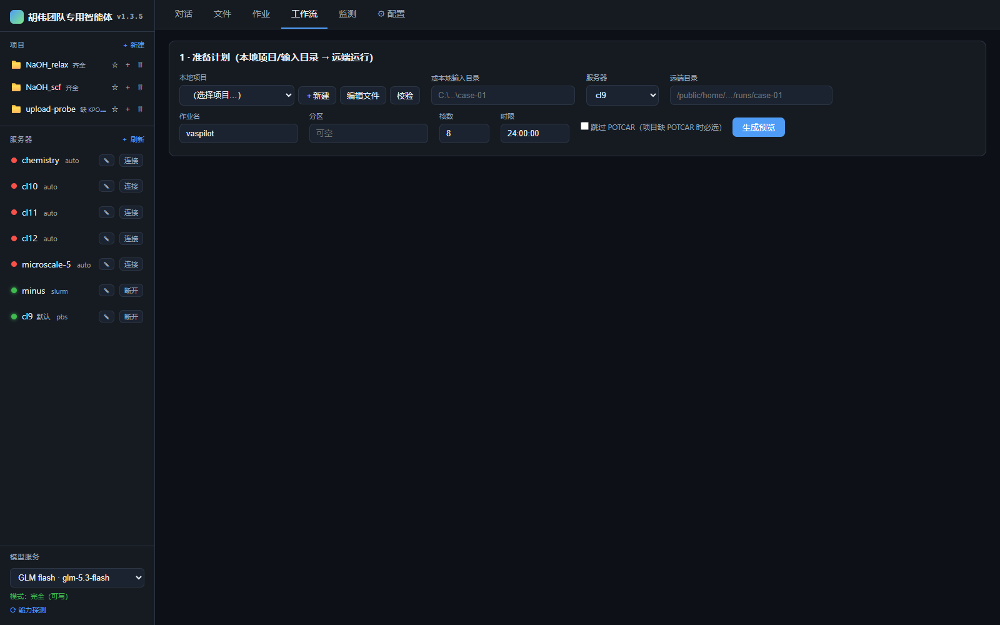 胡伟团队专用智能体 v1.3.5
项目 + 新建
NaOH_relax 齐全 ☆ +
NaOH_scf 齐全 ☆ +
upload-probe 缺 KPO... ☆ +
服务器 + 刷新
chemistry auto 连接
cl10 auto 连接
cl11 auto 连接
cl12 auto 连接
microscale-5 auto 连接
minus slurm 断开
cl9 默认 pbs 断开
模型服务
GLM flash · glm-5.3-flash
模式：完全（可写）
⟳ 能力探测
对话 文件 作业 工作流 监测 ⚙ 配置
1 · 准备计划（本地项目/输入目录 → 远端运行）
本地项目 或本地输入目录 服务器 远端目录
(选择项目…) +新建 编辑文件 校验 C:\...\case-01 cl9 /public/home/…/runs/case-01
作业名 分区 核数 时限
vaspilot 可空 8 24:00:00 跳过 POTCAR（项目缺 POTCAR 时必选） 生成预览